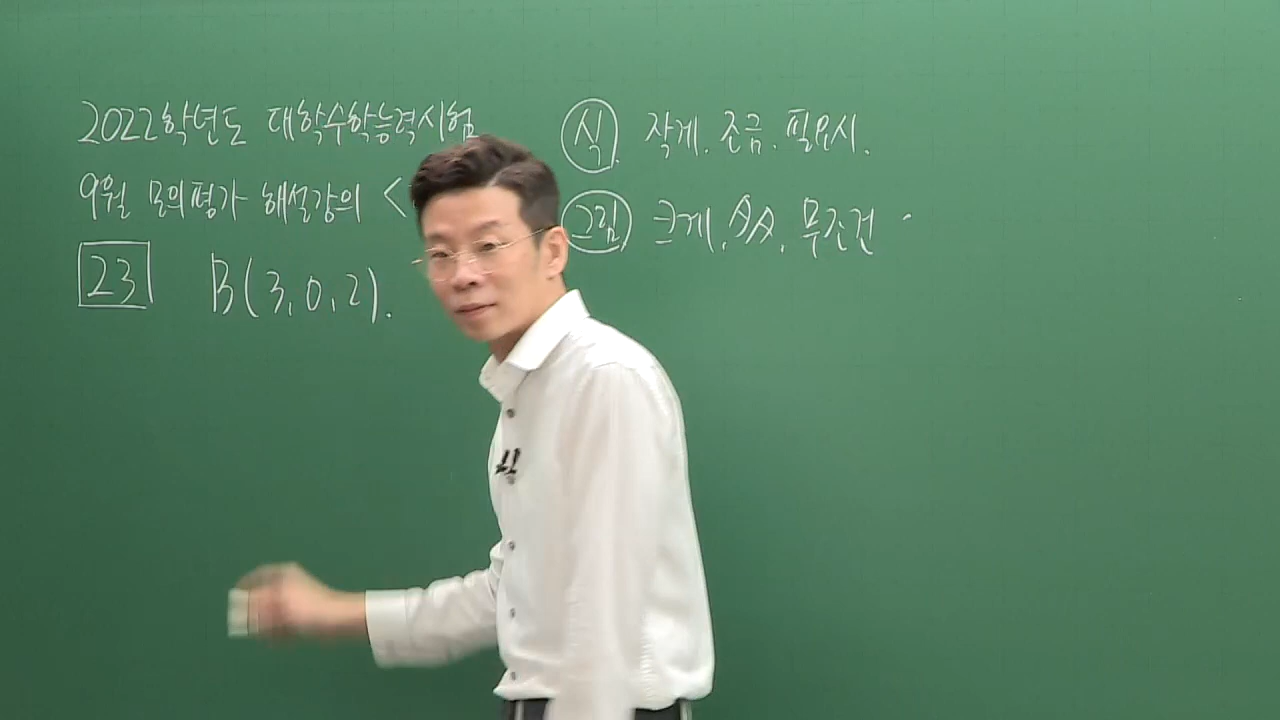 2022학년도 대학수학능력시험
9월 모의평가 해설강의 <
23 B(3,0,2).
식. 작게. 조금. 필요시.
그림 크게, 多多, 무조건.